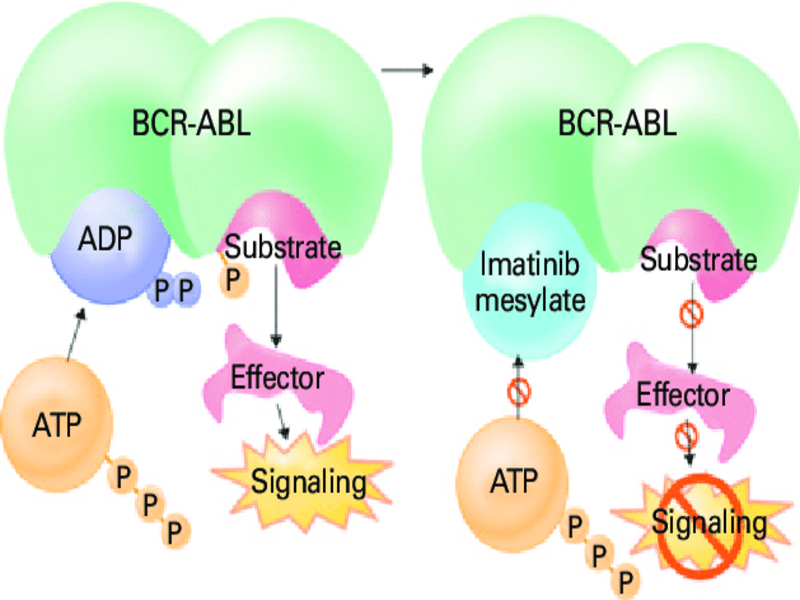 BCR-ABL
ADP
P P
Substrate
P
ATP
P
P
P
Effector
Signaling
BCR-ABL
Imatinib
mesylate
Substrate
ATP
P
P
P
Effector
Signaling